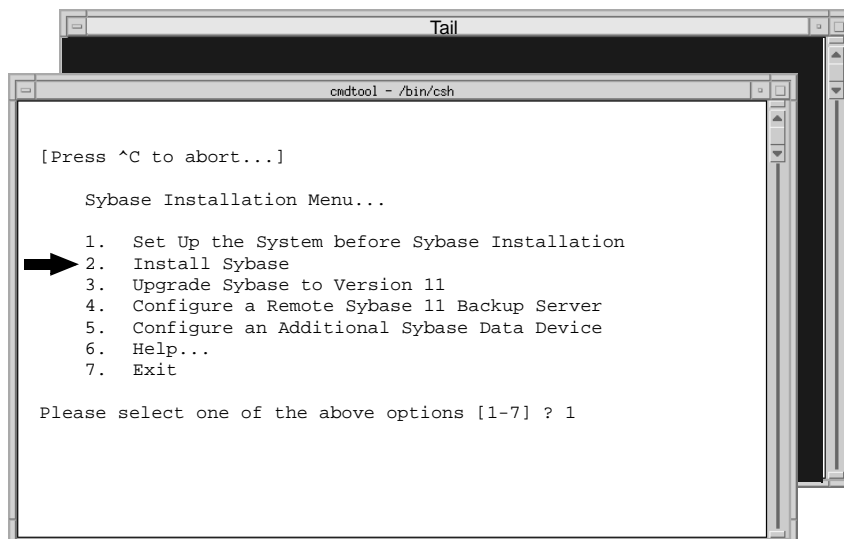 Tail
cmdtool - /bin/csh
[Press ^C to abort...]
Sybase Installation Menu...
1. Set Up the System before Sybase Installation
2. Install Sybase
3. Upgrade Sybase to Version 11
4. Configure a Remote Sybase 11 Backup Server
5. Configure an Additional Sybase Data Device
6. Help...
7. Exit
Please select one of the above options [1-7] ? 1